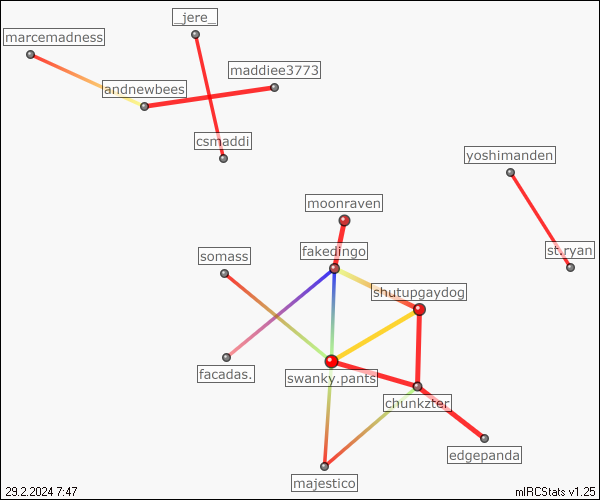 _jere_
marcemadness
maddiee3773
andnewbees
csmaddi
yoshimanden
moonraven
st.ryan
fakedingo
somass
shutupgaydog
facadas.
swanky.pants
chunkzter
edgepanda
majestico
29.2.2024 7:47
mIRCStats v1.25